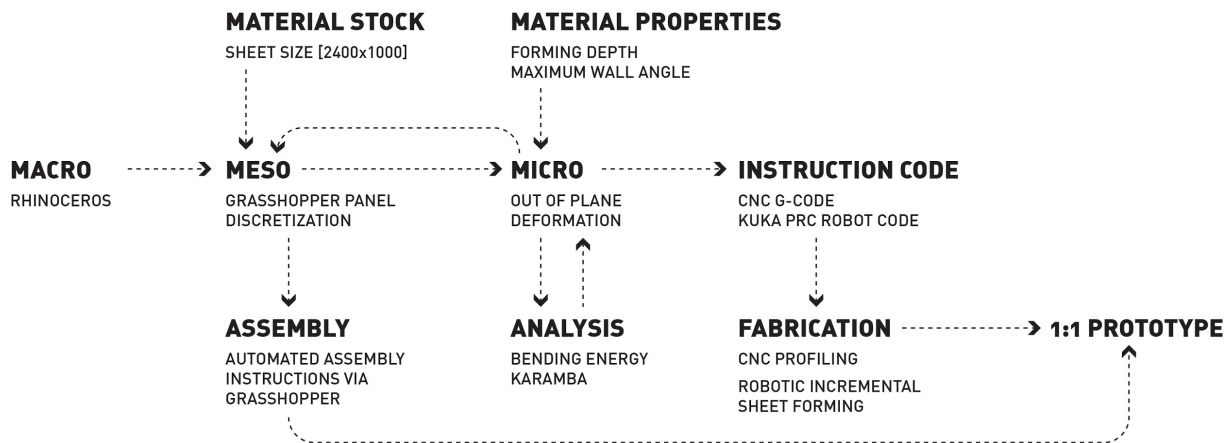 MATERIAL STOCK
SHEET SIZE [2400x1000]
MATERIAL PROPERTIES
FORMING DEPTH
MAXIMUM WALL ANGLE
MACRO
RHINOCEROS
MESO
GRASSHOPPER PANEL
DISCRETIZATION
MICRO
OUT OF PLANE
DEFORMATION
INSTRUCTION CODE
CNC G-CODE
KUKA PRC ROBOT CODE
ASSEMBLY
AUTOMATED ASSEMBLY
INSTRUCTIONS VIA
GRASSHOPPER
ANALYSIS
BENDING ENERGY
KARAMBA
FABRICATION
CNC PROFILING
ROBOTIC INCREMENTAL
SHEET FORMING
1:1 PROTOTYPE